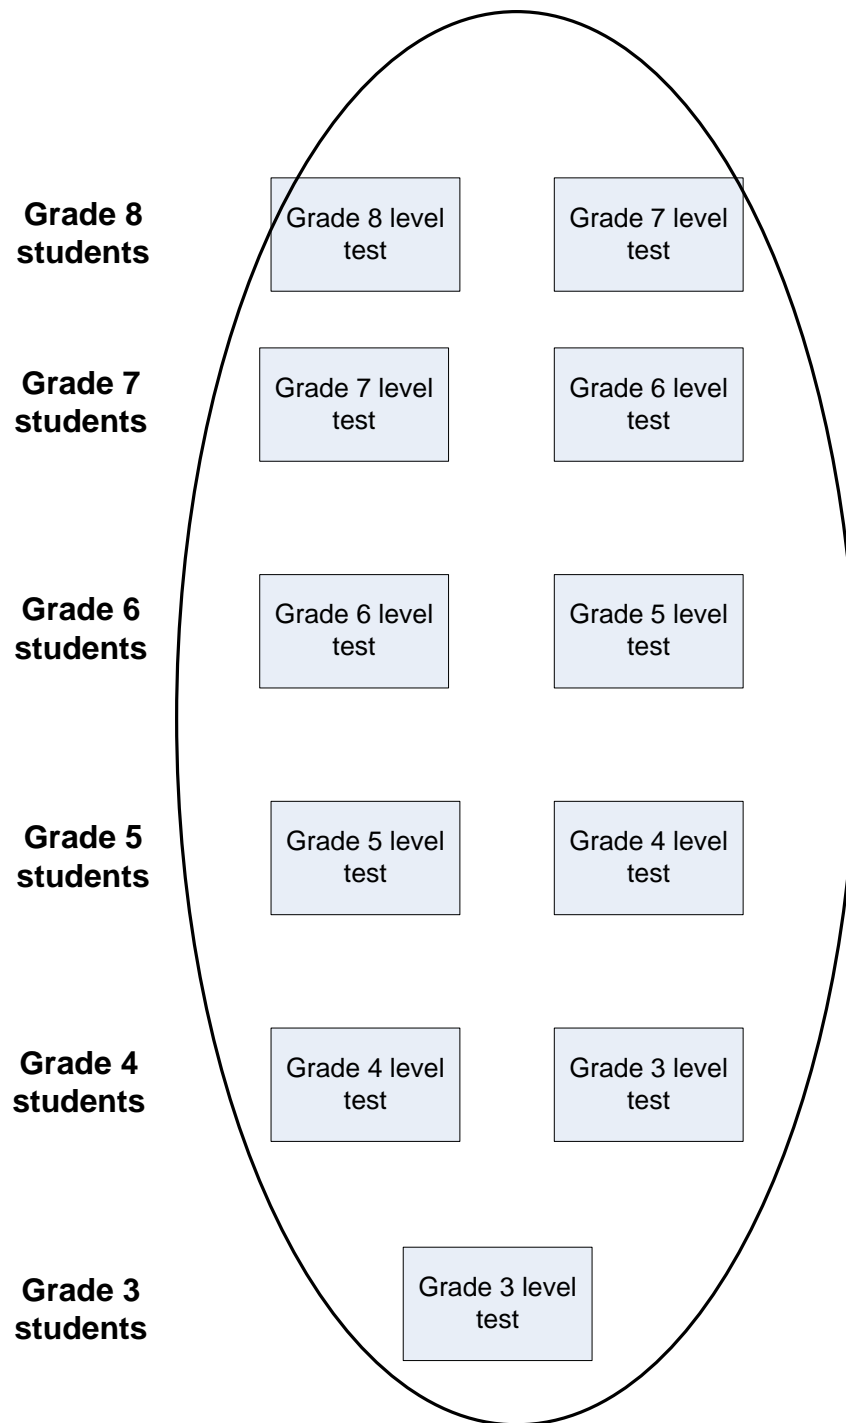 Grade 8
students
Grade 8 level
test
Grade 7 level
test
Grade 7
students
Grade 7 level
test
Grade 6 level
test
Grade 6
students
Grade 6 level
test
Grade 5 level
test
Grade 5
students
Grade 5 level
test
Grade 4 level
test
Grade 4
students
Grade 4 level
test
Grade 3 level
test
Grade 3
students
Grade 3 level
test